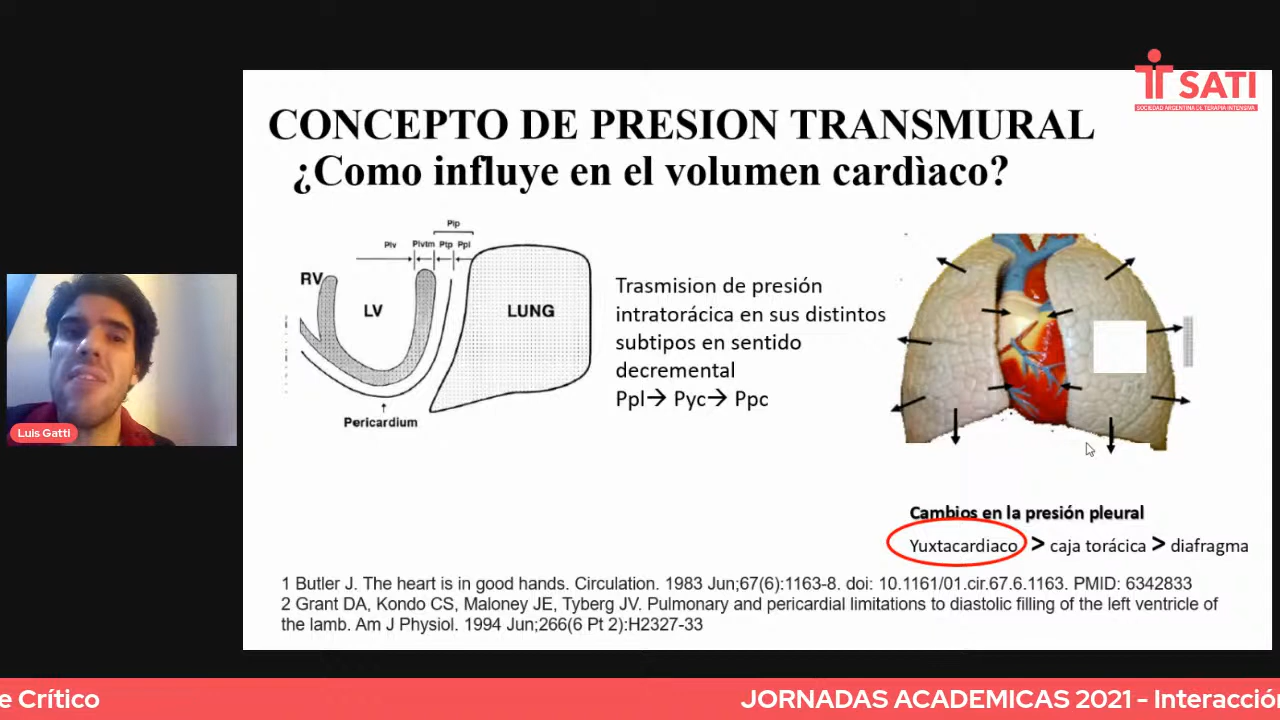 SATI
SOCIEDAD ARGENTINA DE TERAPIA INTENSIVA
CONCEPTO DE PRESION TRANSMURAL
¿Como influye en el volumen cardìaco?
Pip
Plv Plvtm Ptp Ppl
RV
LV
LUNG
Pericardium
Trasmision de presión
intratorácica en sus distintos
subtipos en sentido
decremental
Ppl→ Pyc→ Ppc
Luis Gatti
Cambios en la presión pleural
Yuxtacardiaco > caja torácica > diafragma
1 Butler J. The heart is in good hands. Circulation. 1983 Jun;67(6):1163-8. doi: 10.1161/01.cir.67.6.1163. PMID: 6342833
2 Grant DA, Kondo CS, Maloney JE, Tyberg JV. Pulmonary and pericardial limitations to diastolic filling of the left ventricle of
the lamb. Am J Physiol. 1994 Jun;266(6 Pt 2):H2327-33
e Crítico
JORNADAS ACADEMICAS 2021 - Interacción